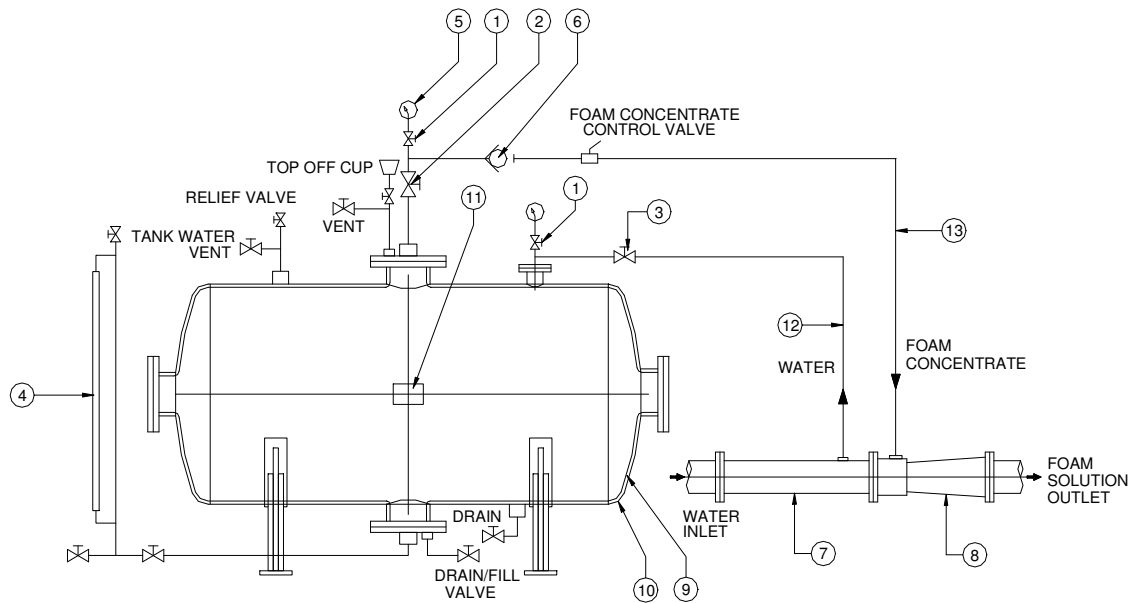 5
1
2
6
FOAM CONCENTRATE
CONTROL VALVE
TOP OFF CUP
RELIEF VALVE
11
1
3
VENT
TANK WATER
VENT
13
12
FOAM
CONCENTRATE
WATER
4
FOAM
SOLUTION
OUTLET
DRAIN
WATER
INLET
7
8
DRAIN/FILL
VALVE
10
9